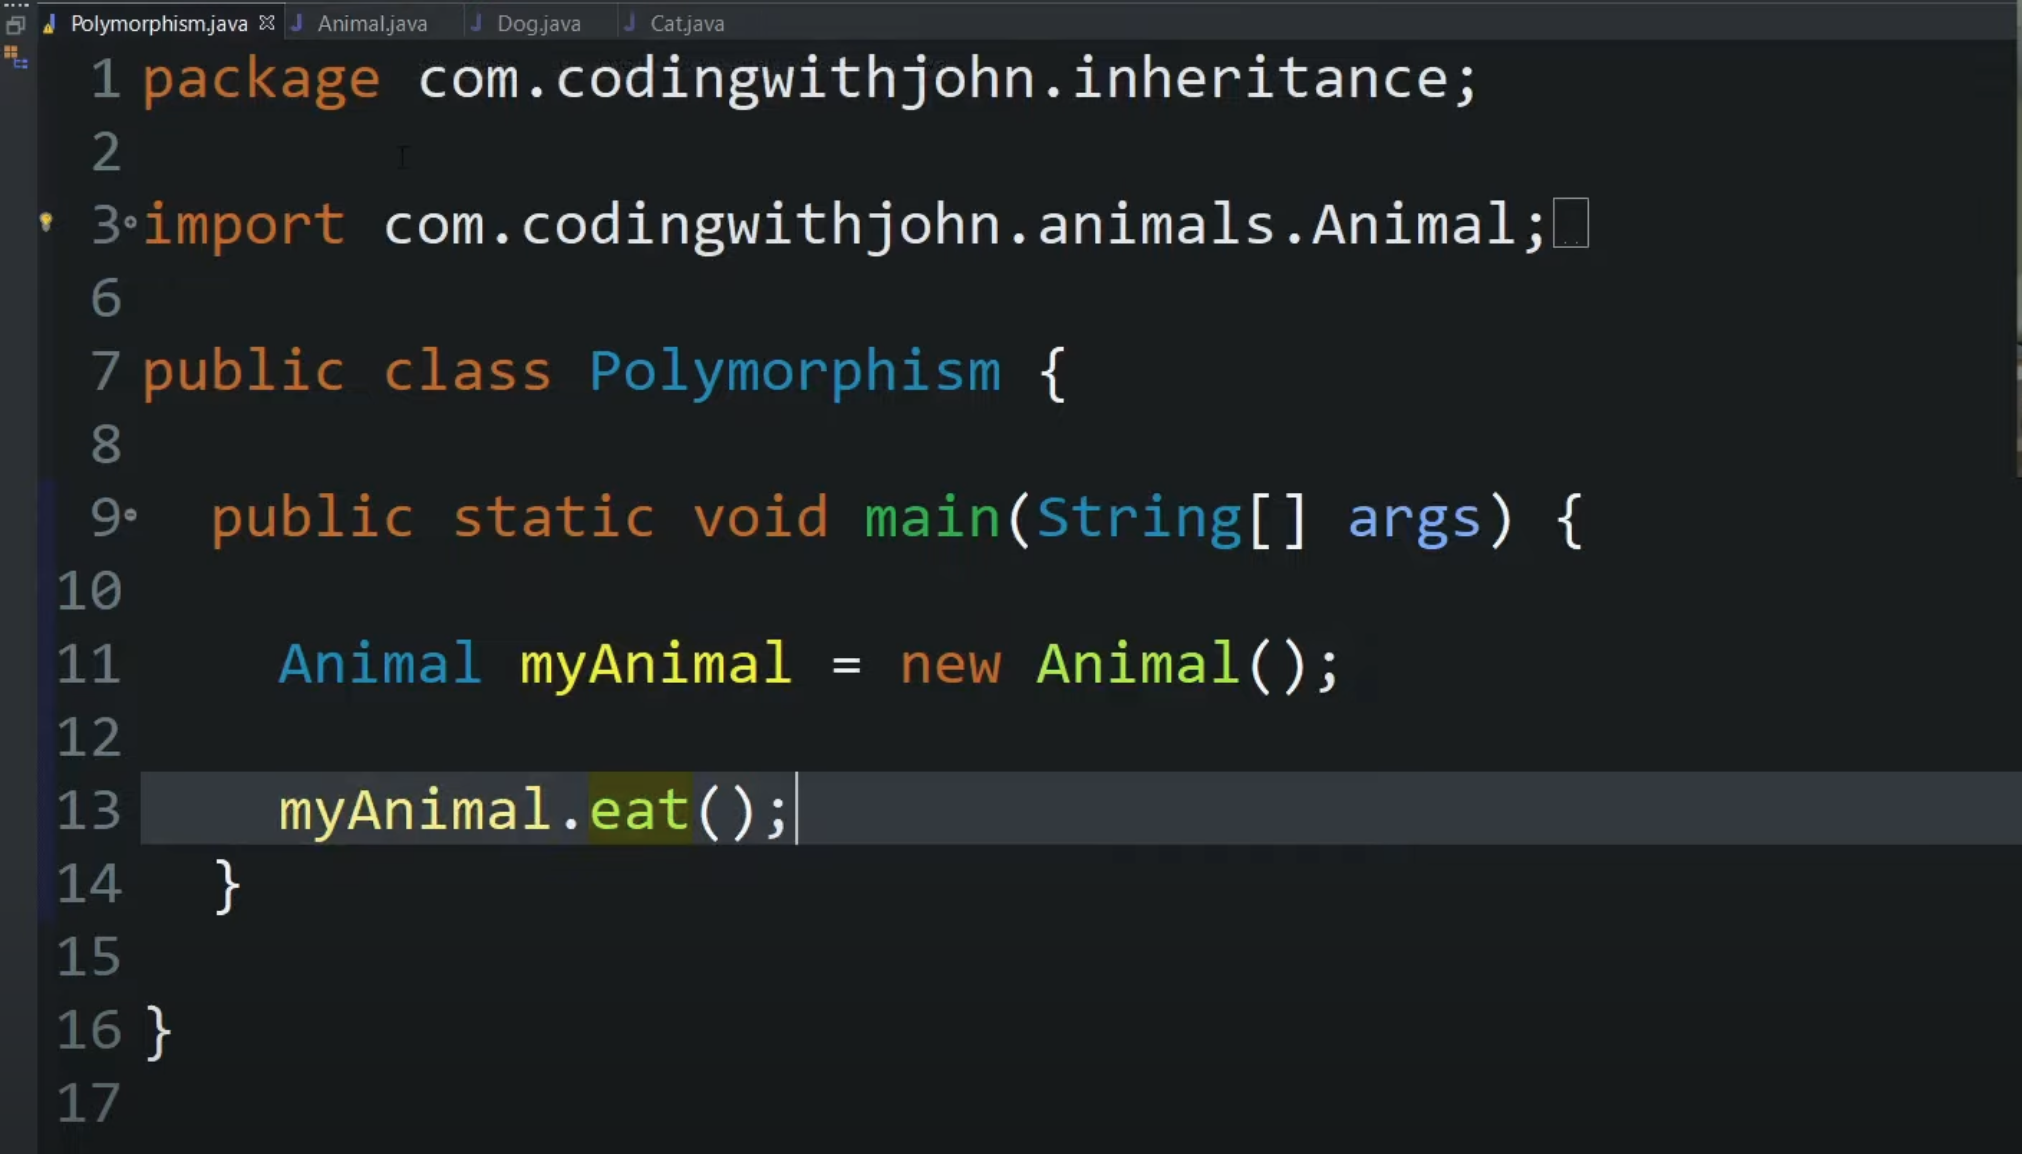 Polymorphism.java Animal.java Dog.java Cat.java
1 package com.codingwithjohn.inheritance;
2
3 import com.codingwithjohn.animals.Animal;
6
7 public class Polymorphism {
8
9 public static void main(String[] args) {
10
11 Animal myAnimal = new Animal();
12
13 myAnimal.eat();
14 }
15
16 }
17